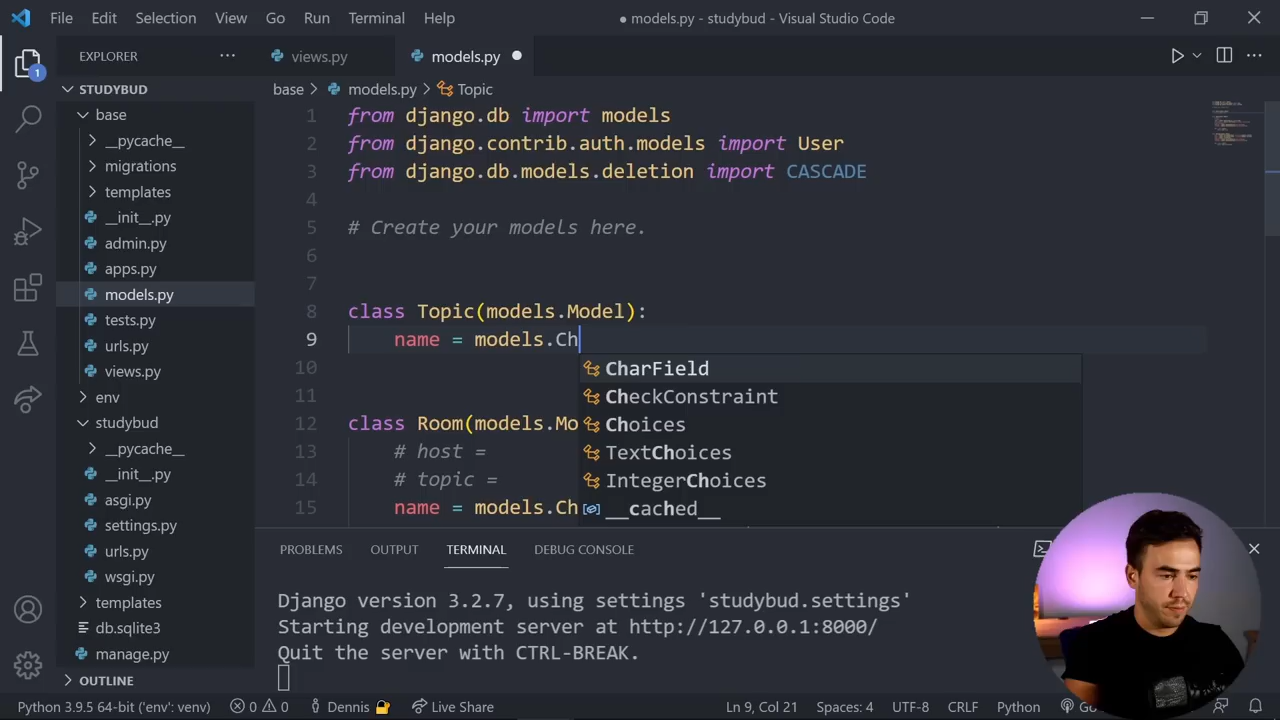 File Edit Selection View Go Run Terminal Help
● models.py - studybud - Visual Studio Code
EXPLORER
views.py
models.py
STUDYBUD
base > models.py > Topic
base
__pycache__
migrations
templates
__init__.py
admin.py
apps.py
models.py
tests.py
urls.py
views.py
env
studybud
__pycache__
__init__.py
asgi.py
settings.py
urls.py
wsgi.py
templates
db.sqlite3
manage.py
OUTLINE
1 from django.db import models
2 from django.contrib.auth.models import User
3 from django.db.models.deletion import CASCADE
4
5 # Create your models here.
6
7
8 class Topic(models.Model):
9 name = models.Ch
10
11
12 class Room(models.Mo
13 # host =
14 # topic =
15 name = models.Ch
CharField
CheckConstraint
Choices
TextChoices
IntegerChoices
__cached__
PROBLEMS OUTPUT TERMINAL DEBUG CONSOLE
Django version 3.2.7, using settings 'studybud.settings'
Starting development server at http://127.0.0.1:8000/
Quit the server with CTRL-BREAK.
1
Python 3.9.5 64-bit ('env': venv) 0 0 Dennis Live Share Ln 9, Col 21 Spaces: 4 UTF-8 CRLF Python Go